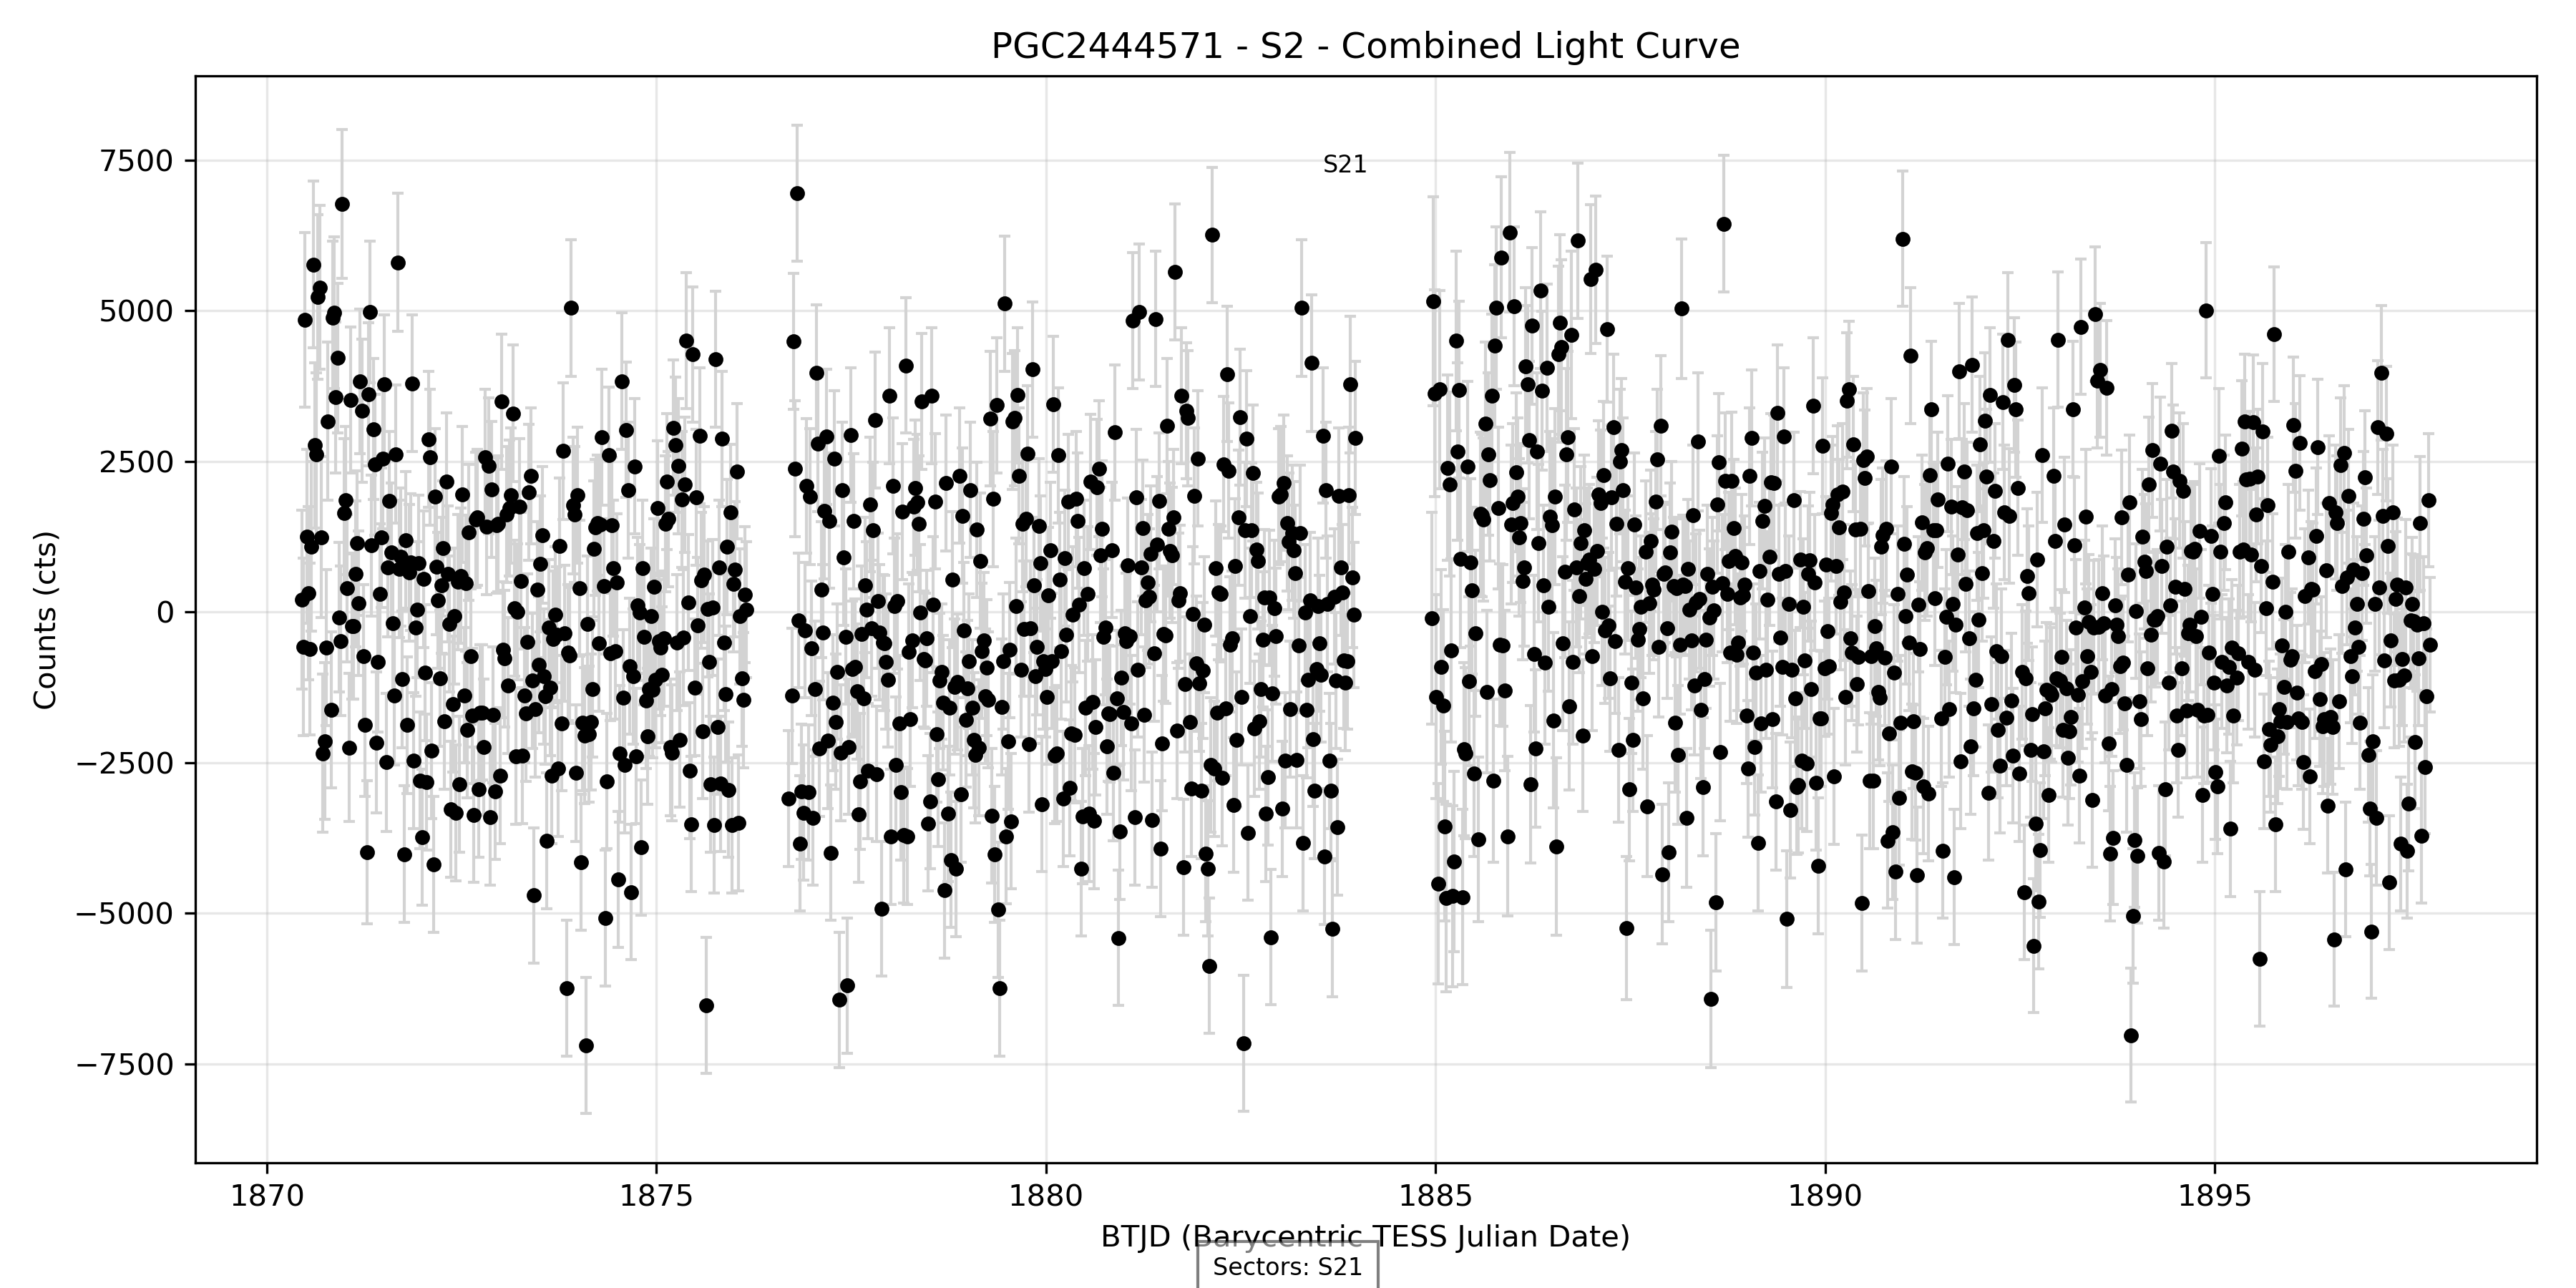 PGC2444571 - S2 - Combined Light Curve
Counts (cts)
7500
5000
2500
0
−2500
−5000
−7500
S21
1870 1875 1880 1885 1890 1895
BTJD (Barycentric TESS Julian Date)
Sectors: S21